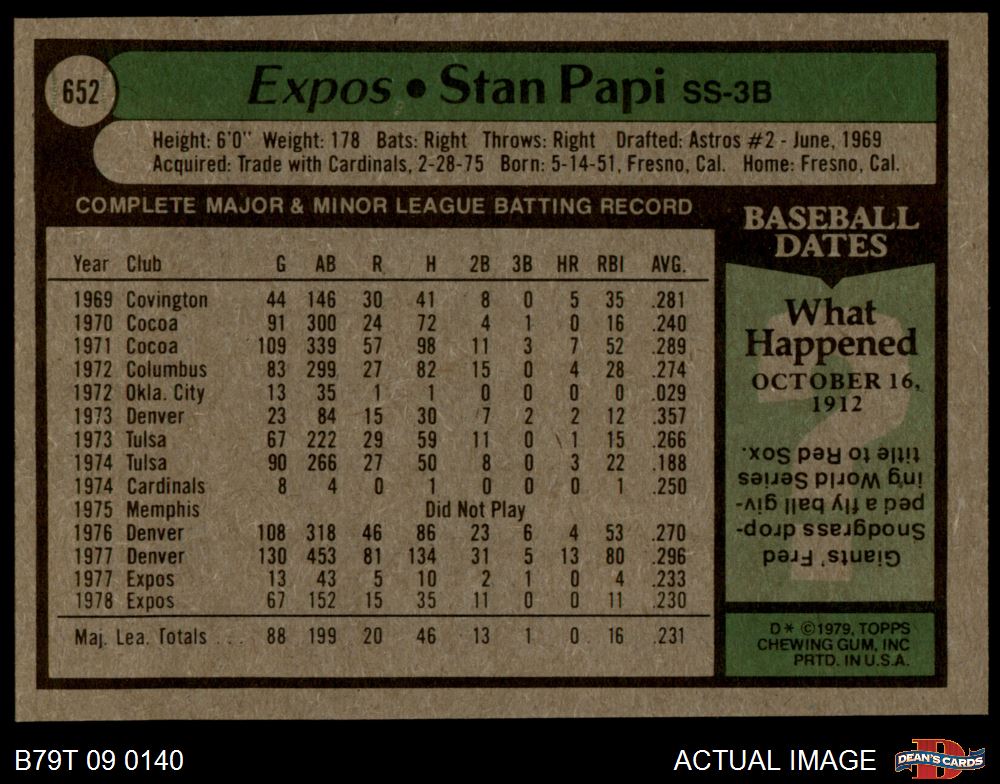 652
Expos • Stan Papi SS-3B
Height: 6'0" Weight: 178 Bats: Right Throws: Right Drafted: Astros #2 - June, 1969
Acquired: Trade with Cardinals, 2-28-75 Born: 5-14-51, Fresno, Cal. Home: Fresno, Cal.
COMPLETE MAJOR & MINOR LEAGUE BATTING RECORD
Year Club G AB R H 2B 3B HR RBI AVG.
1969 Covington 44 146 30 41 8 0 5 35 .281
1970 Cocoa 91 300 24 72 4 1 0 16 .240
1971 Cocoa 109 339 57 98 11 3 7 52 .289
1972 Columbus 83 299 27 82 15 0 4 28 .274
1972 Okla. City 13 35 1 1 0 0 0 0 .029
1973 Denver 23 84 15 30 7 2 2 12 .357
1973 Tulsa 67 222 29 59 11 0 1 15 .266
1974 Tulsa 90 266 27 50 8 0 3 22 .188
1974 Cardinals 8 4 0 1 0 0 0 1 .250
1975 Memphis Did Not Play
1976 Denver 108 318 46 86 23 6 4 53 .270
1977 Denver 130 453 81 134 31 5 13 80 .296
1977 Expos 13 43 5 10 2 1 0 4 .233
1978 Expos 67 152 15 35 11 0 0 11 .230
Maj. Lea. Totals . . . 88 199 20 46 13 1 0 16 .231
BASEBALL
DATES
What
Happened
OCTOBER 16,
1912
Giants' Fred
Snodgrass drop-
ped a fly ball giv-
ing World Series
title to Red Sox.
D* ©1979, TOPPS
CHEWING GUM, INC
PRTD. IN U.S.A.
B79T 09 0140
ACTUAL IMAGE
D
DEAN'S CARDS